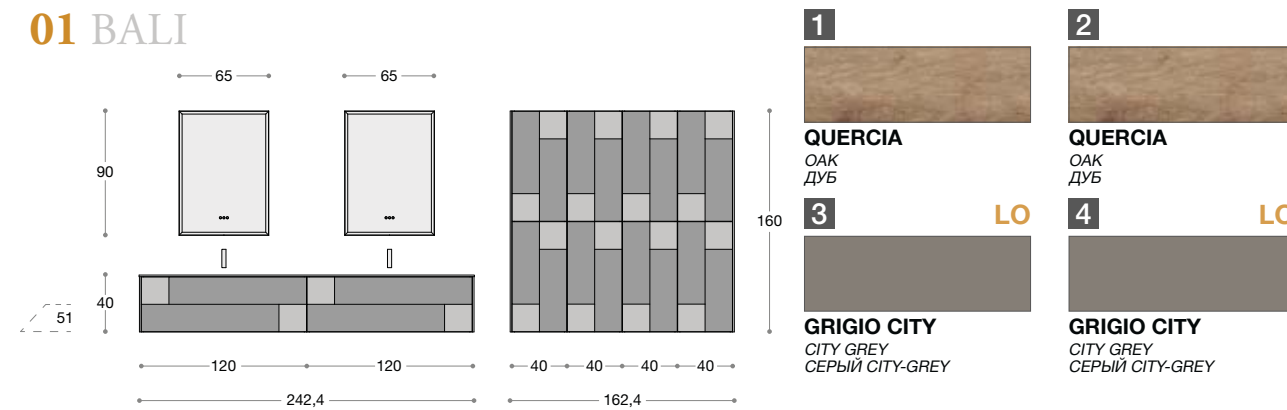 01 BALI
65
65
90
40
51
120
120
242,4
160
40
40
40
40
162,4
1
QUERCIA
OAK
ДУБ
2
QUERCIA
OAK
ДУБ
3
LO
GRIGIO CITY
CITY GREY
СЕРЫЙ CITY-GREY
4
LO
GRIGIO CITY
CITY GREY
СЕРЫЙ CITY-GREY